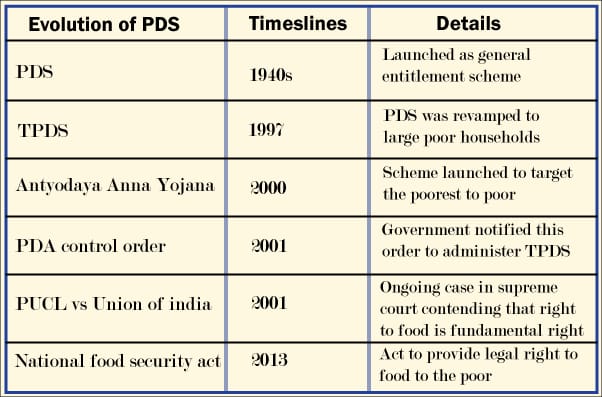 Evolution of PDS Timeslines Details
PDS 1940s Launched as general
entitlement scheme
TPDS 1997 PDS was revamped to
large poor households
Antyodaya Anna Yojana 2000 Scheme launched to target
the poorest to poor
PDA control order 2001 Government notified this
order to administer TPDS
PUCL vs Union of india 2001 Ongoing case in supreme
court contending that right
to food is fundamental right
National food security act 2013 Act to provide legal right to
food to the poor